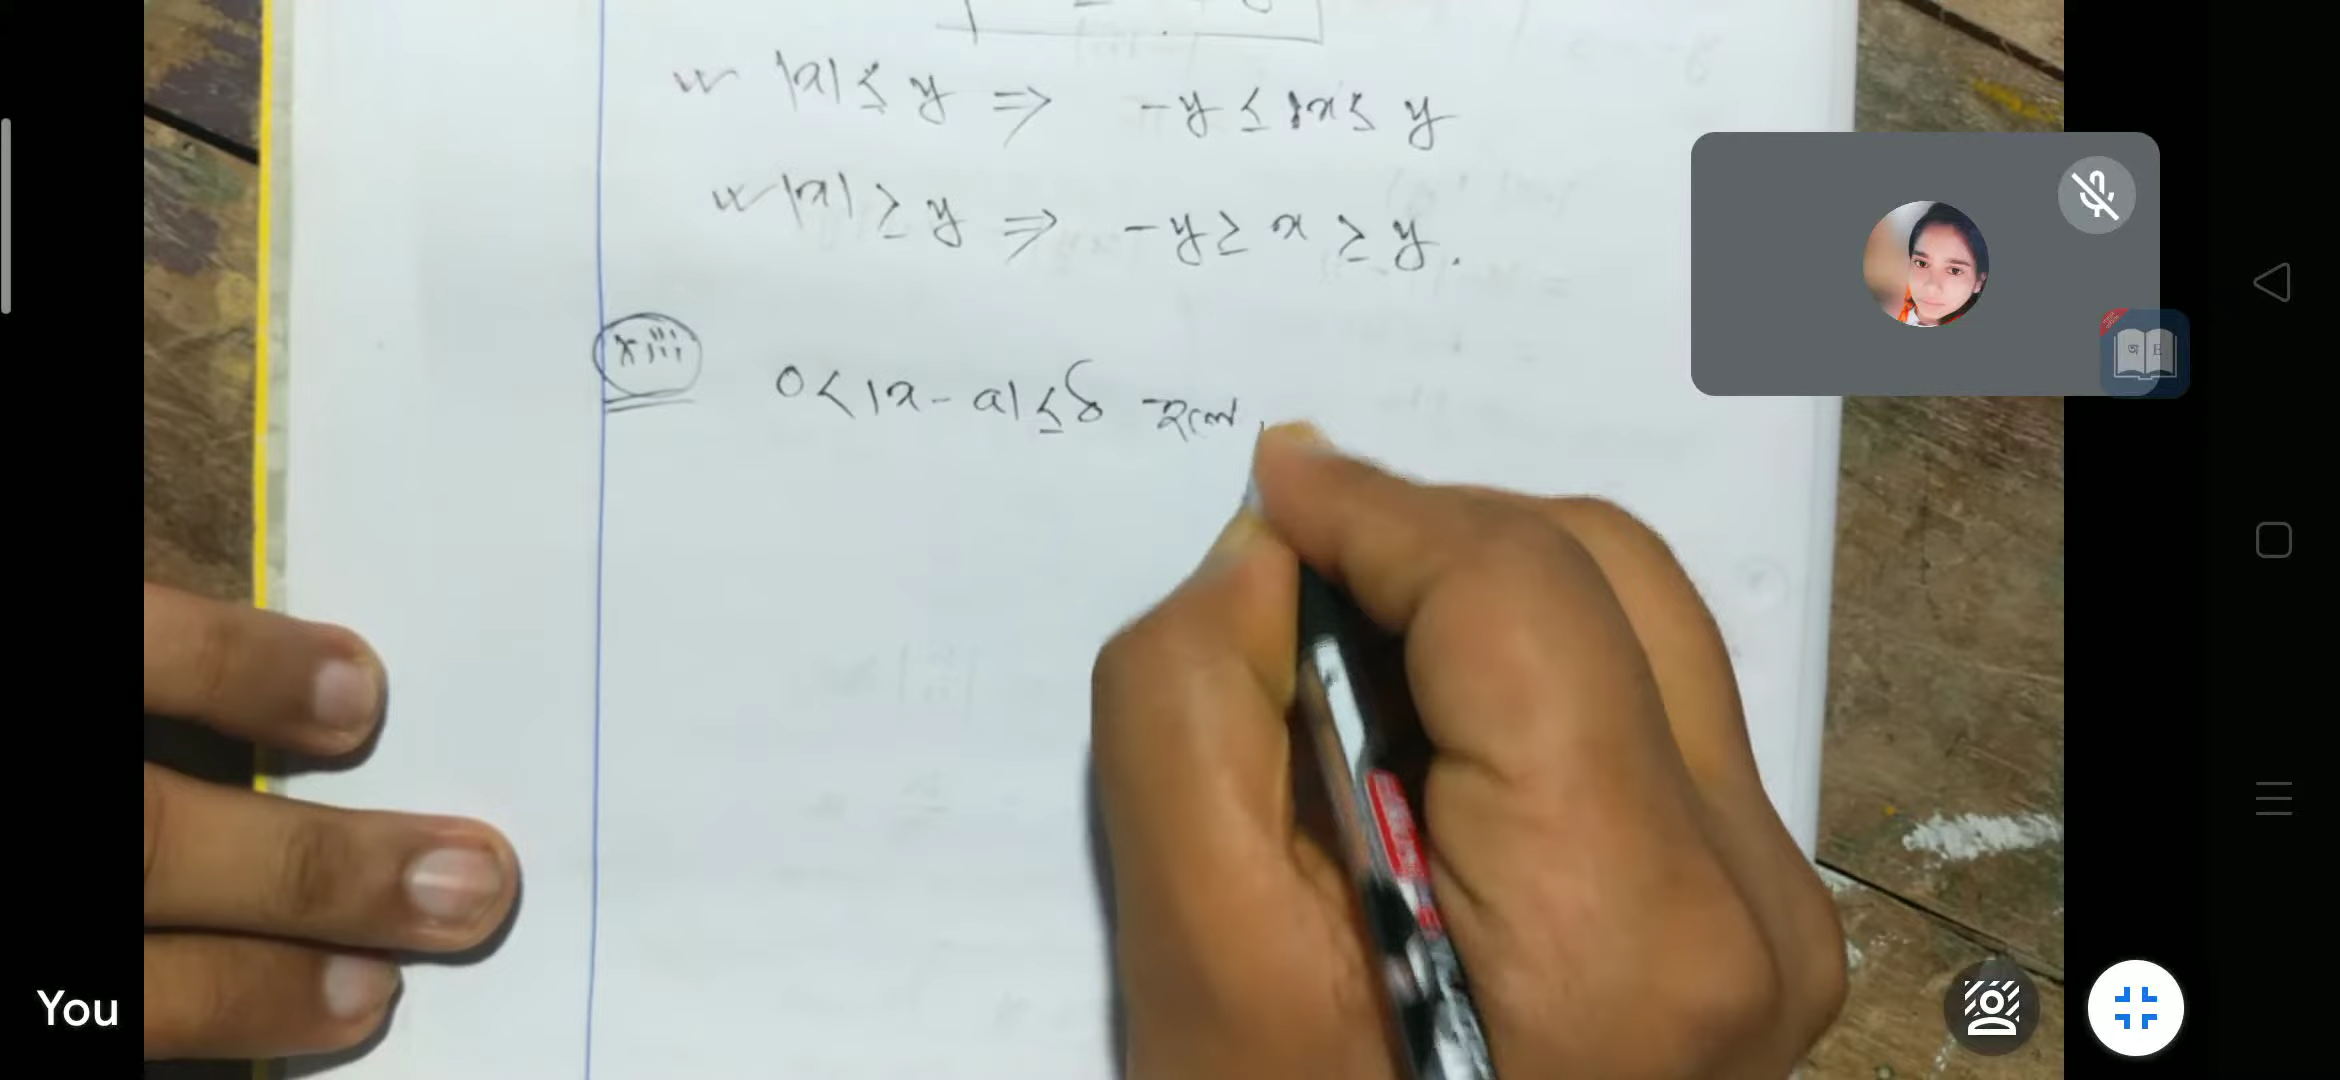 |x| ≤ y ⇒ -y ≤ x ≤ y
|x| ≥ y ⇒ -y ≥ x ≥ y.
xiii 0 < |x - a| ≤ δ হলে,
You